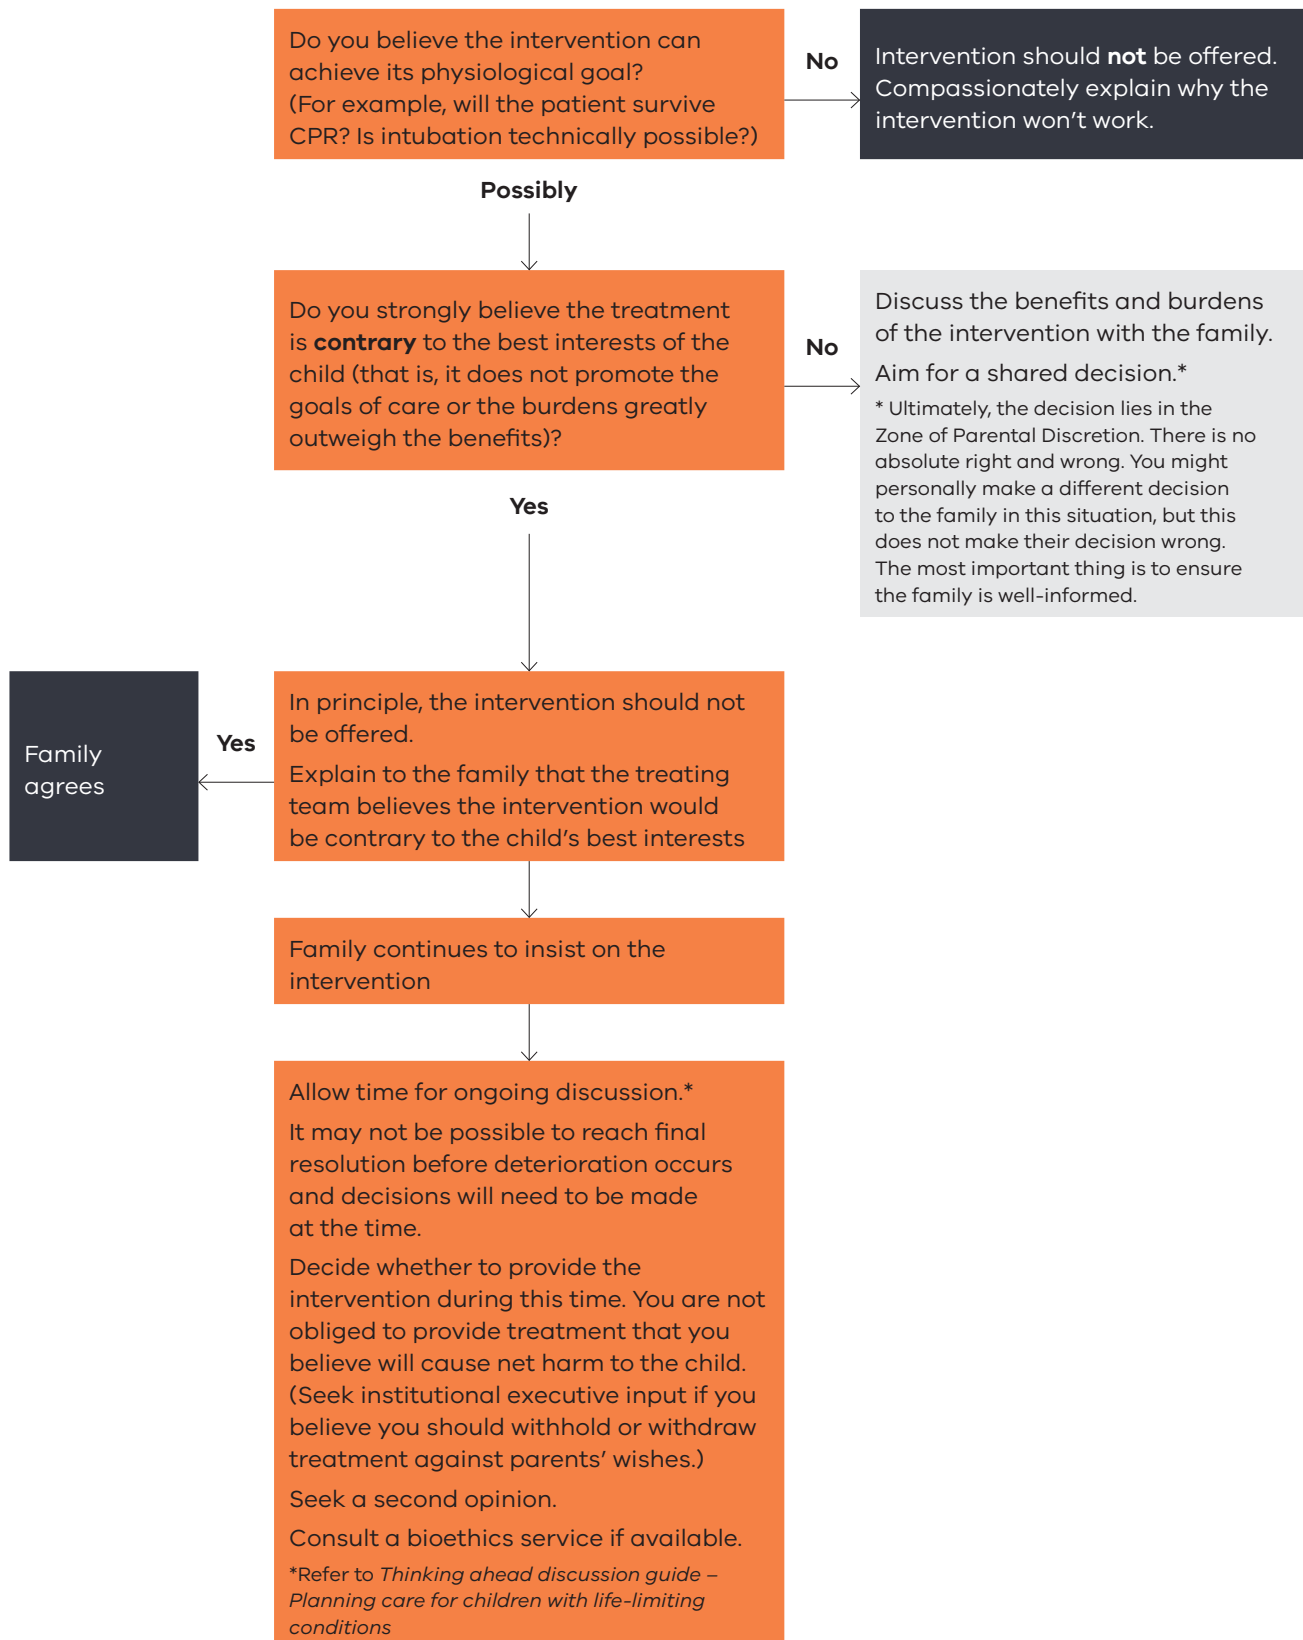 Do you believe the intervention can
achieve its physiological goal?
(For example, will the patient survive
CPR? Is intubation technically possible?)
No
Intervention should not be offered.
Compassionately explain why the
intervention won't work.
Possibly
Do you strongly believe the treatment
is contrary to the best interests of the
child (that is, it does not promote the
goals of care or the burdens greatly
outweigh the benefits)?
No
Discuss the benefits and burdens
of the intervention with the family.
Aim for a shared decision.*
* Ultimately, the decision lies in the
Zone of Parental Discretion. There is no
absolute right and wrong. You might
personally make a different decision
to the family in this situation, but this
does not make their decision wrong.
The most important thing is to ensure
the family is well-informed.
Yes
In principle, the intervention should not
be offered.
Explain to the family that the treating
team believes the intervention would
be contrary to the child's best interests
Yes
Family
agrees
Family continues to insist on the
intervention
Allow time for ongoing discussion.*
It may not be possible to reach final
resolution before deterioration occurs
and decisions will need to be made
at the time.
Decide whether to provide the
intervention during this time. You are not
obliged to provide treatment that you
believe will cause net harm to the child.
(Seek institutional executive input if you
believe you should withhold or withdraw
treatment against parents' wishes.)
Seek a second opinion.
Consult a bioethics service if available.
*Refer to Thinking ahead discussion guide –
Planning care for children with life-limiting
conditions